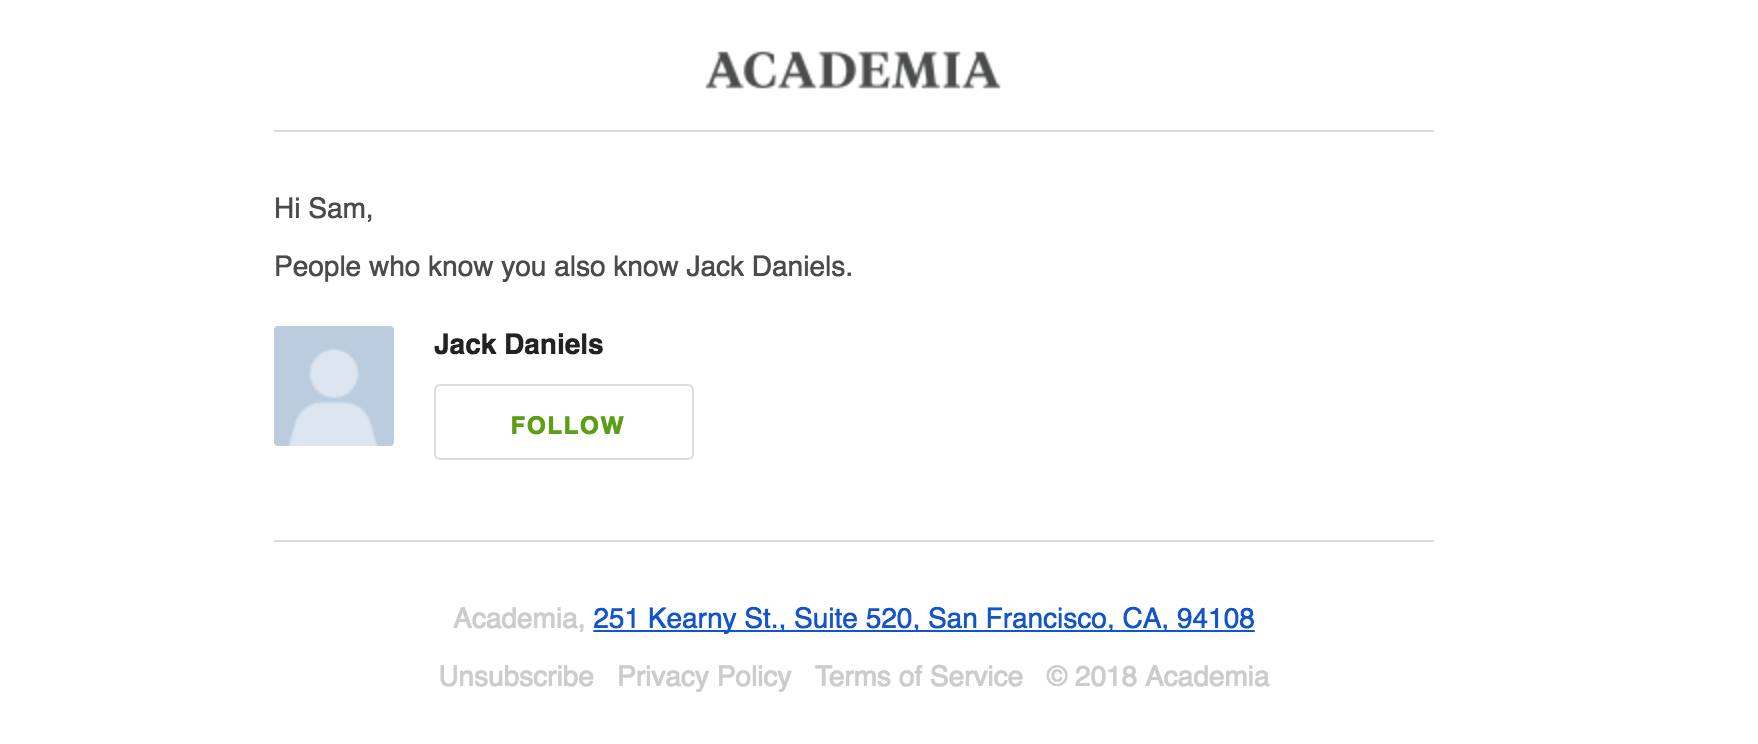 ACADEMIA
Hi Sam,
People who know you also know Jack Daniels.
Jack Daniels
FOLLOW
Academia, 251 Kearny St., Suite 520, San Francisco, CA, 94108
Unsubscribe Privacy Policy Terms of Service © 2018 Academia